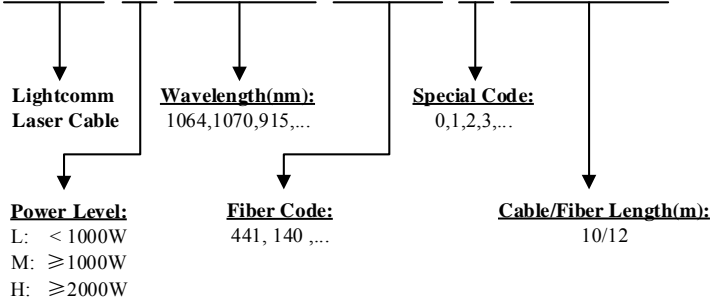 Lightcomm
Laser Cable
Wavelength(nm):
1064,1070,915,...
Special Code:
0,1,2,3,...
Power Level:
L: < 1000W
M: ≥1000W
H: ≥2000W
Fiber Code:
441, 140 ,...
Cable/Fiber Length(m):
10/12